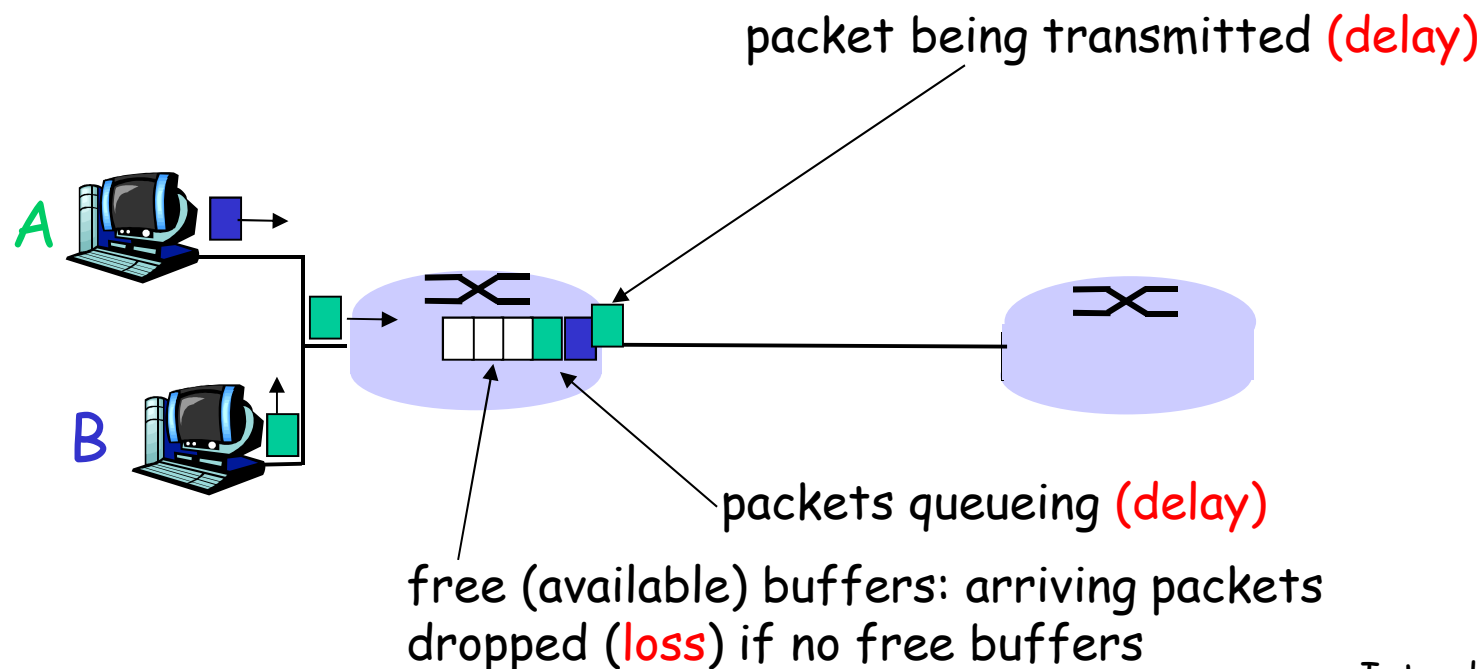 packet being transmitted (delay)
A
B
packets queueing (delay)
free (available) buffers: arriving packets
dropped (loss) if no free buffers